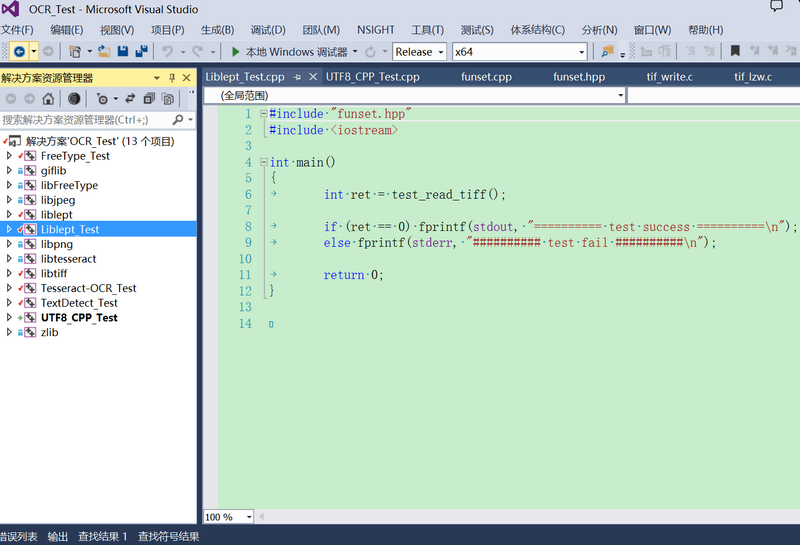 OCR_Test - Microsoft Visual Studio
文件(F) 编辑(E) 视图(V) 项目(P) 生成(B) 调试(D) 团队(M) NSIGHT 工具(T) 测试(S) 体系结构(C) 分析(N) 窗口(W) 帮助(H)
本地 Windows 调试器 Release x64
解决方案资源管理器
搜索解决方案资源管理器(Ctrl+;)
解决方案'OCR_Test' (13 个项目)
FreeType_Test
giflib
libFreeType
libjpeg
liblept
Liblept_Test
libpng
libtesseract
libtiff
Tesseract-OCR_Test
TextDetect_Test
UTF8_CPP_Test
zlib
Liblept_Test.cpp UTF8_CPP_Test.cpp funset.cpp funset.hpp tif_write.c tif_lzw.c
(全局范围)
1 #include "funset.hpp"
2 #include <iostream>
3
4 int main()
5 {
6 int ret = test_read_tiff();
7
8 if (ret == 0) fprintf(stdout, "========== test success ==========\n");
9 else fprintf(stderr, "########## test fail ##########\n");
10
11 return 0;
12 }
13
14
100 %
错误列表 输出 查找结果 1 查找符号结果